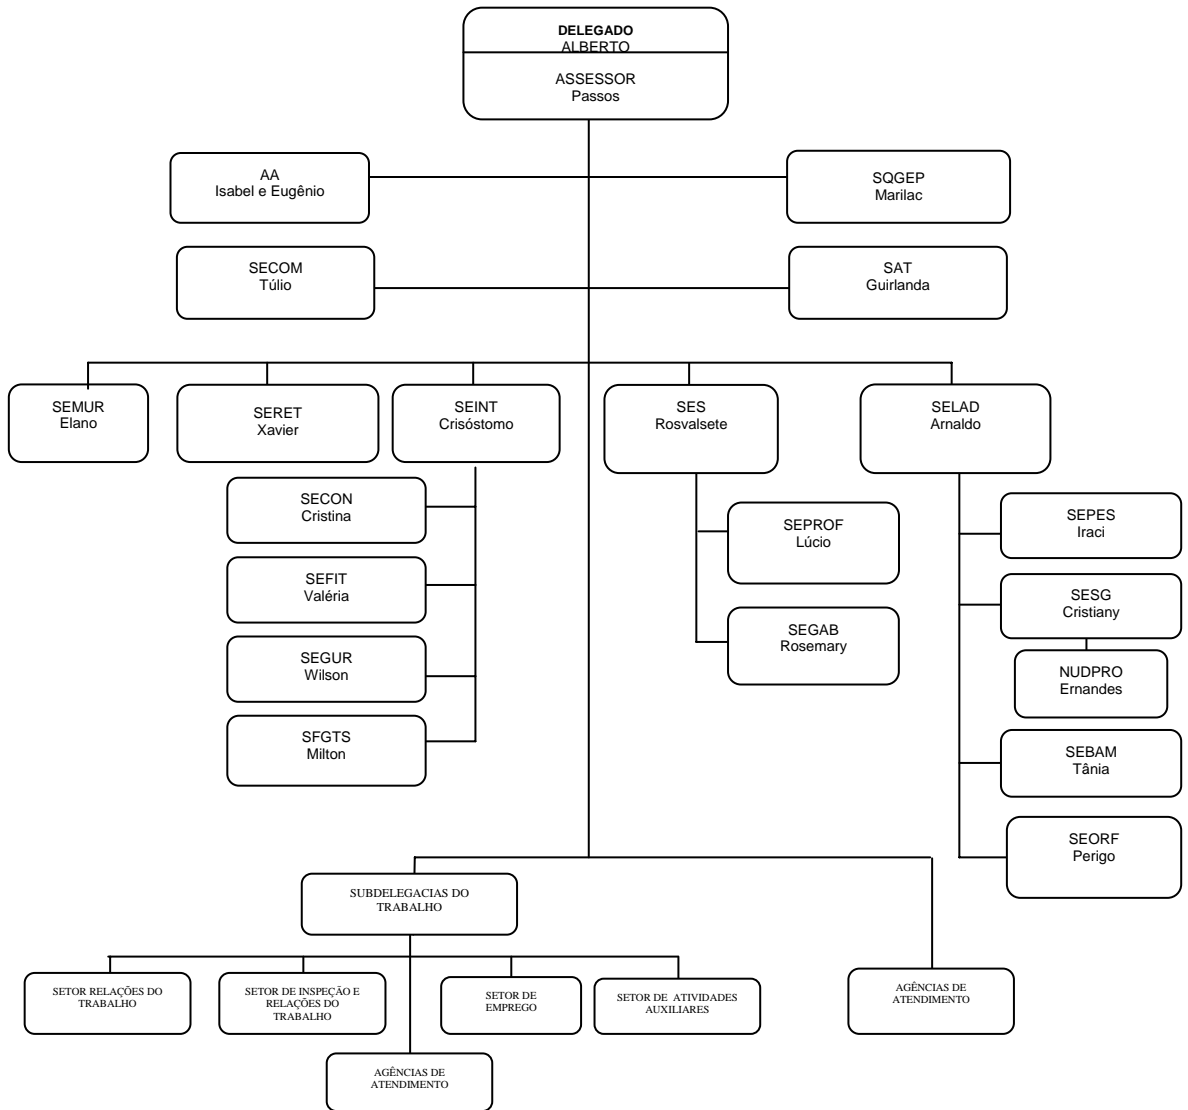 DELEGADO
ALBERTO
ASSESSOR
Passos
AA
Isabel e Eugênio
SQGEP
Marilac
SECOM
Túlio
SAT
Guirlanda
SEMUR
Elano
SERET
Xavier
SEINT
Crisóstomo
SES
Rosvalsete
SELAD
Arnaldo
SECON
Cristina
SEFIT
Valéria
SEGUR
Wilson
SFGTS
Milton
SEPROF
Lúcio
SEGAB
Rosemary
SEPES
Iraci
SESG
Cristiany
NUDPRO
Ernandes
SEBAM
Tânia
SEORF
Perigo
SUBDELEGACIAS DO
TRABALHO
SETOR RELAÇÕES DO
TRABALHO
SETOR DE INSPEÇÃO E
RELAÇÕES DO
TRABALHO
SETOR DE
EMPREGO
SETOR DE ATIVIDADES
AUXILIARES
AGÊNCIAS DE
ATENDIMENTO
AGÊNCIAS DE
ATENDIMENTO